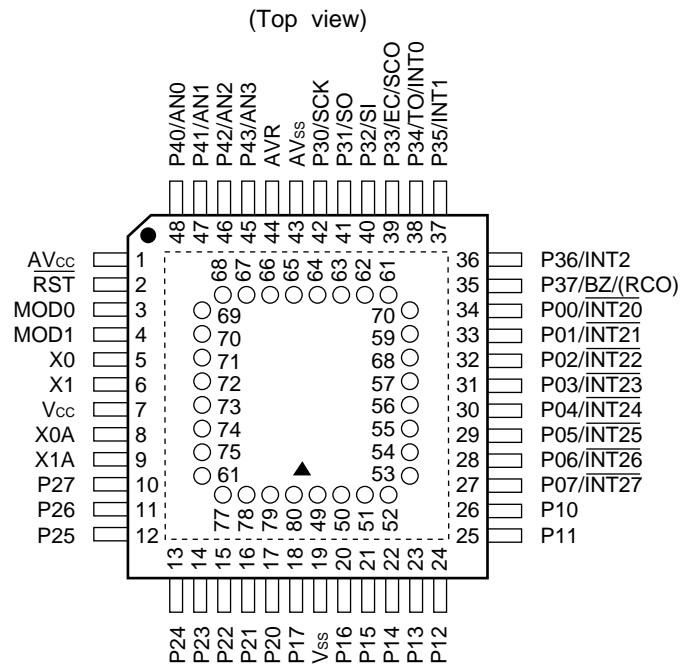 (Top view)
P40/AN0
P41/AN1
P42/AN2
P43/AN3
AVR
AVss
P30/SCK
P31/SO
P32/SI
P33/EC/SCO
P34/TO/INT0
P35/INT1
48
47
46
45
44
43
42
41
40
39
38
37
AVcc
RST
MOD0
MOD1
X0
X1
Vcc
X0A
X1A
P27
P26
P25
1
2
3
4
5
6
7
8
9
10
11
12
68
67
66
65
64
63
62
61
69
70
71
72
73
74
75
61
70
59
68
57
56
55
54
53
77
78
79
80
49
50
51
52
36
35
34
33
32
31
30
29
28
27
26
25
P36/INT2
P37/BZ/(RCO)
P00/INT20
P01/INT21
P02/INT22
P03/INT23
P04/INT24
P05/INT25
P06/INT26
P07/INT27
P10
P11
13
14
15
16
17
18
19
20
21
22
23
24
P24
P23
P22
P21
P20
P17
Vss
P16
P15
P14
P13
P12